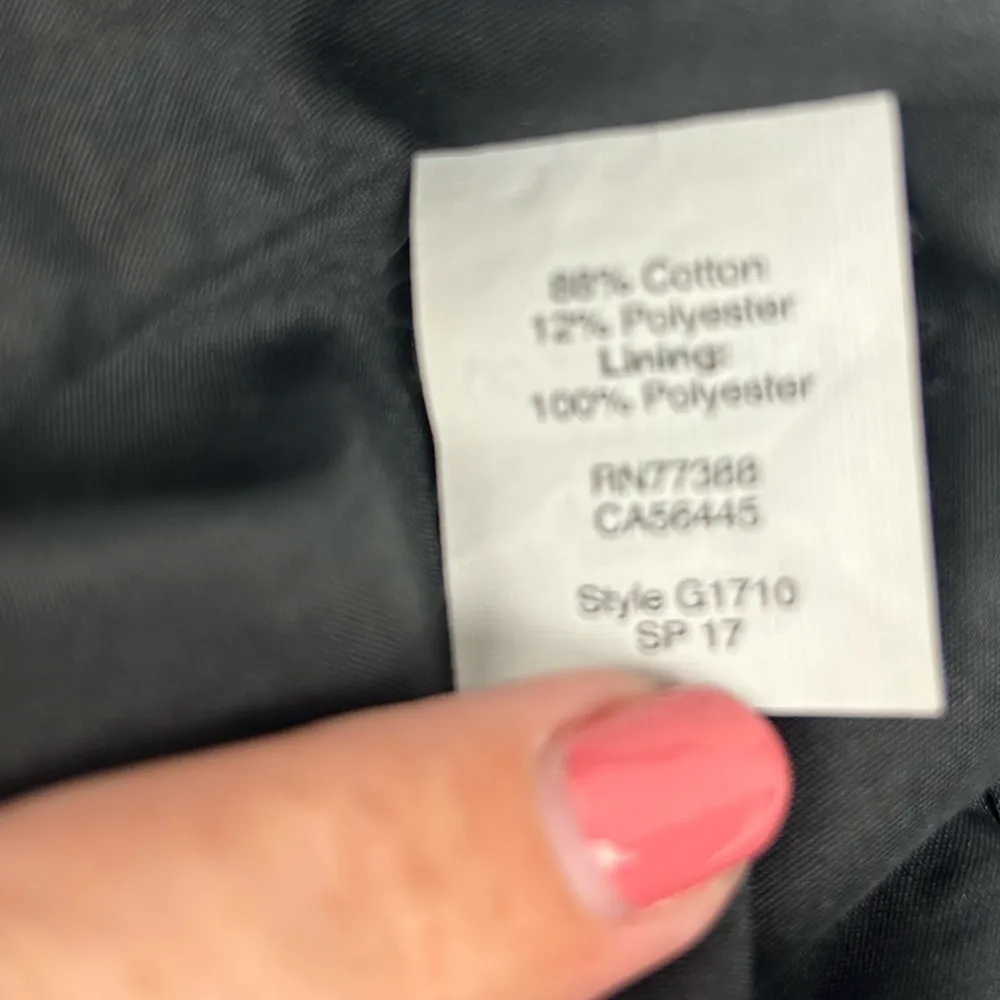 88% Cotton
12% Polyester
Lining:
100% Polyester
RN77388
CA56445
Style G1710
SP 17